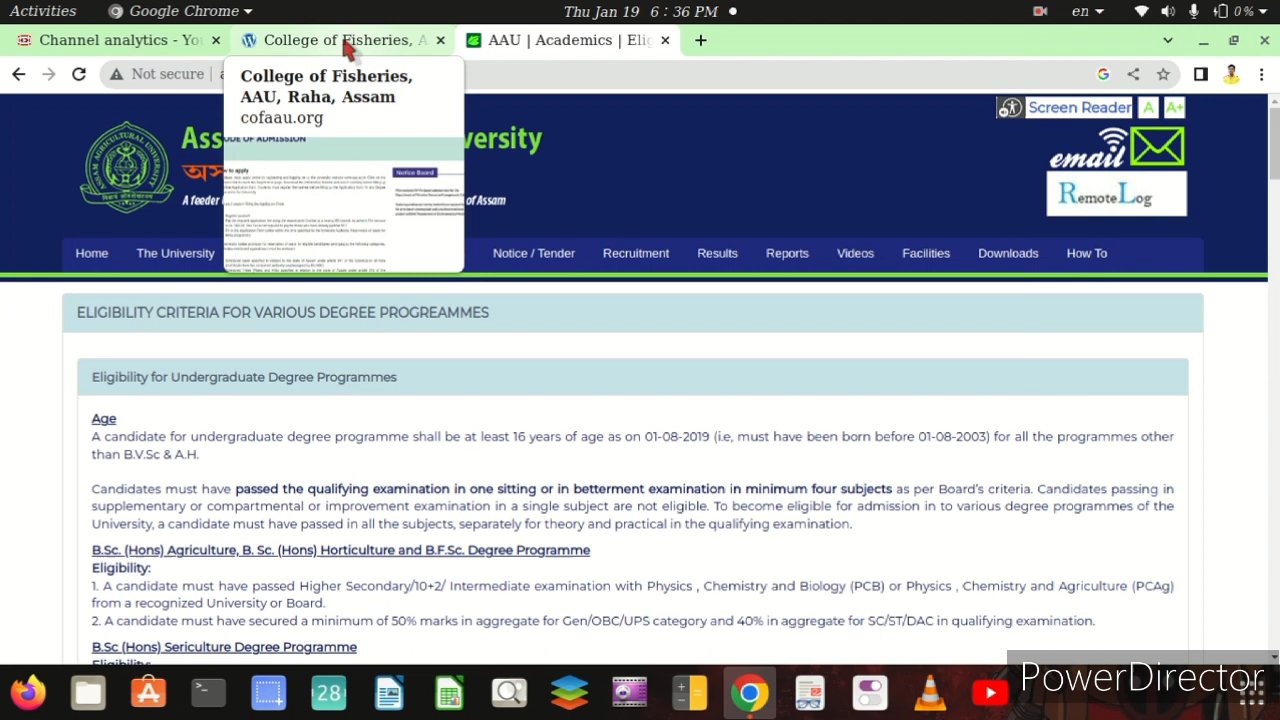 Activities Google Chrome Thu Jan 19 6:36 PM en 0%
Channel analytics - Yo College of Fisheries, A AAU | Academics | Elig
Not secure
College of Fisheries,
AAU, Raha, Assam
cofaau.org
ODE OF ADMISSION
Notice Board
Screen Reader A A+
Ass versity
A feeder of Assam
email
RemoteLog
Home The University Notice / Tender Recruitment Results Reports Videos Facilities Downloads How To
ELIGIBILITY CRITERIA FOR VARIOUS DEGREE PROGREAMMES
Eligibility for Undergraduate Degree Programmes
Age
A candidate for undergraduate degree programme shall be at least 16 years of age as on 01-08-2019 (i.e, must have been born before 01-08-2003) for all the programmes other
than B.V.Sc & A.H.
Candidates must have passed the qualifying examination in one sitting or in betterment examination in minimum four subjects as per Board's criteria. Candidates passing in
supplementary or compartmental or improvement examination in a single subject are not eligible. To become eligible for admission in to various degree programmes of the
University, a candidate must have passed in all the subjects, separately for theory and practical in the qualifying examination.
B.Sc. (Hons) Agriculture, B. Sc. (Hons) Horticulture and B.F.Sc. Degree Programme
Eligibility:
1. A candidate must have passed Higher Secondary/10+2/ Intermediate examination with Physics , Chemistry and Biology (PCB) or Physics , Chemistry and Agriculture (PCAg)
from a recognized University or Board.
2. A candidate must have secured a minimum of 50% marks in aggregate for Gen/OBC/UPS category and 40% in aggregate for SC/ST/DAC in qualifying examination.
B.Sc (Hons) Sericulture Degree Programme
Eligibility:
28
PowerDirector